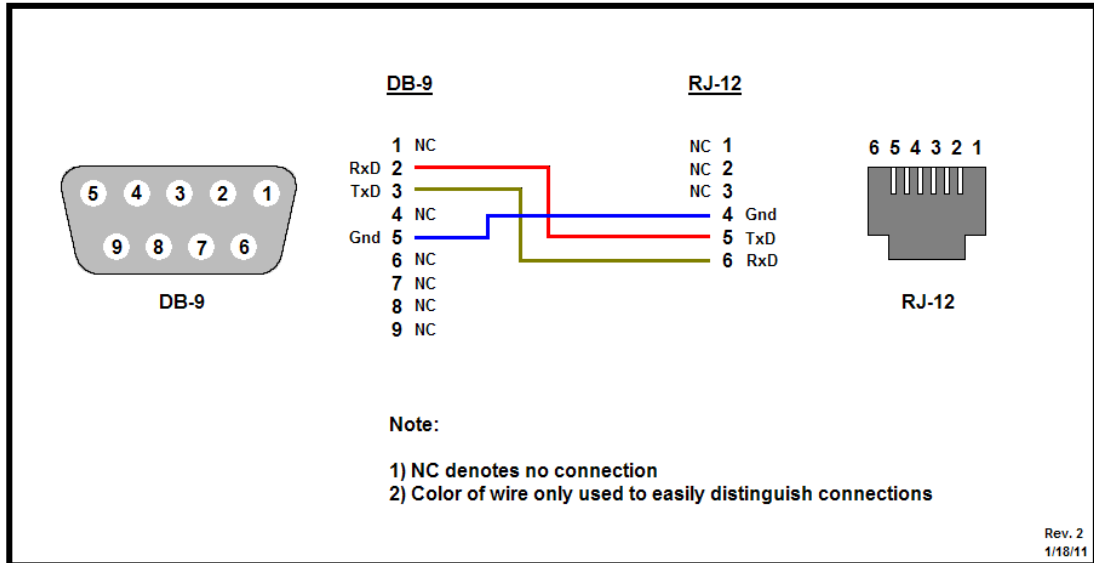 DB-9 RJ-12
1 NC NC 1 6 5 4 3 2 1
RxD 2 NC 2
TxD 3 NC 3
5 4 3 2 1 4 NC 4 Gnd
Gnd 5 5 TxD
9 8 7 6 6 NC 6 RxD
7 NC
DB-9 8 NC RJ-12
9 NC
Note:
1) NC denotes no connection
2) Color of wire only used to easily distinguish connections
Rev. 2
1/18/11